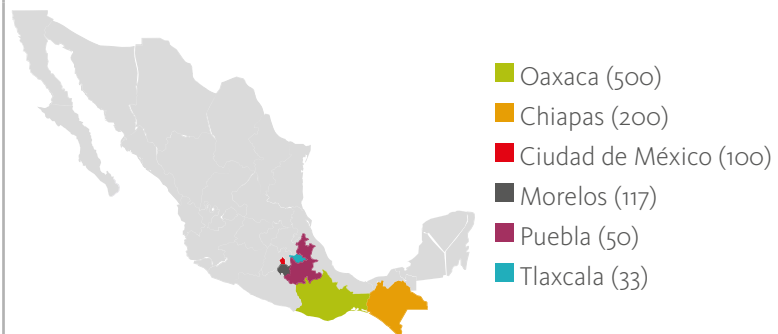 Oaxaca (500)
Chiapas (200)
Ciudad de México (100)
Morelos (117)
Puebla (50)
Tlaxcala (33)